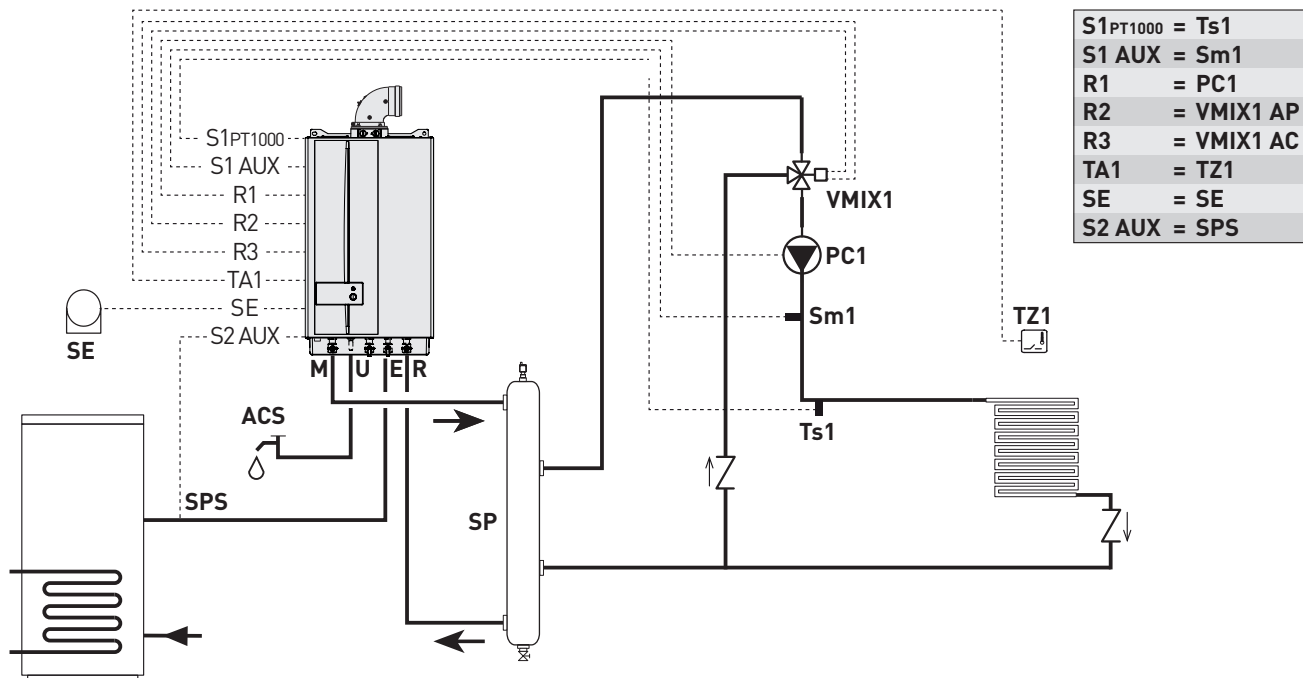 S1PT1000 = Ts1
S1 AUX = Sm1
R1 = PC1
R2 = VMIX1 AP
R3 = VMIX1 AC
TA1 = TZ1
SE = SE
S2 AUX = SPS
S1PT1000
S1 AUX
R1
R2
R3
TA1
SE
S2 AUX
SE
M U E R
ACS
SPS
SP
VMIX1
PC1
Sm1
Ts1
TZ1